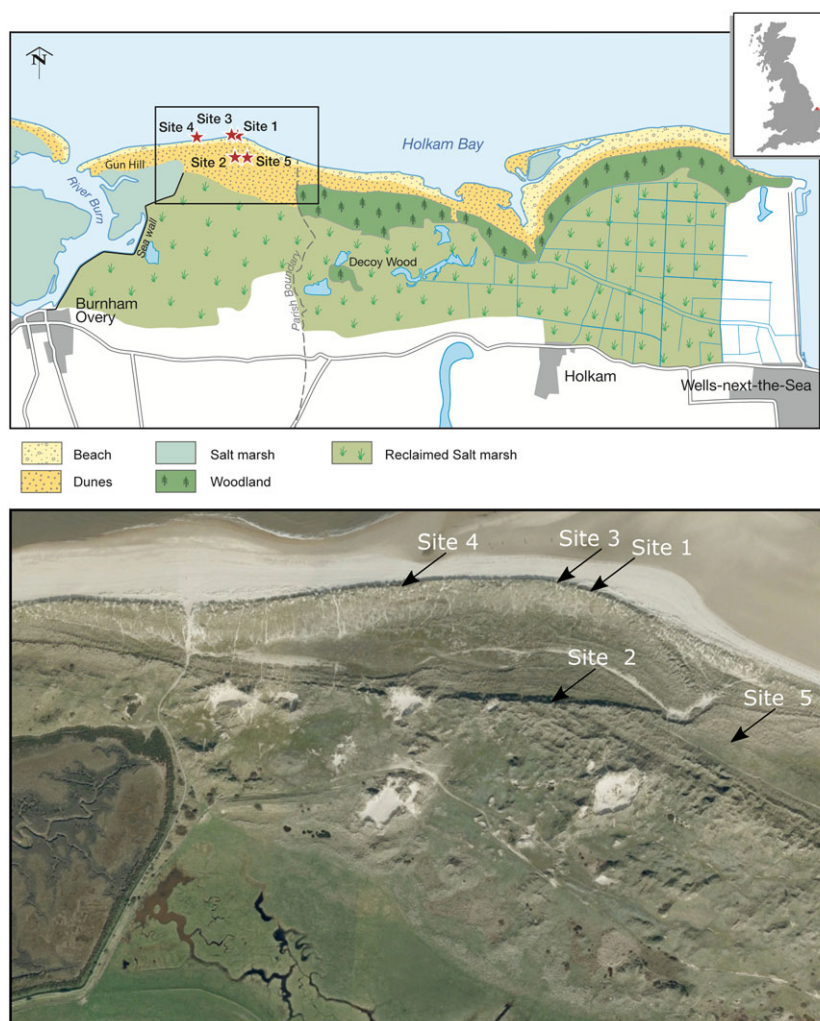 N
Site 4
Site 3
Site 1
Site 2
Site 5
Gun Hill
River Burn
Sea wall
Holkam Bay
Parish Boundary
Decoy Wood
Burnham
Overy
Holkam
Wells-next-the-Sea
Beach
Salt marsh
Reclaimed Salt marsh
Dunes
Woodland
Site 4
Site 3
Site 1
Site 2
Site 5